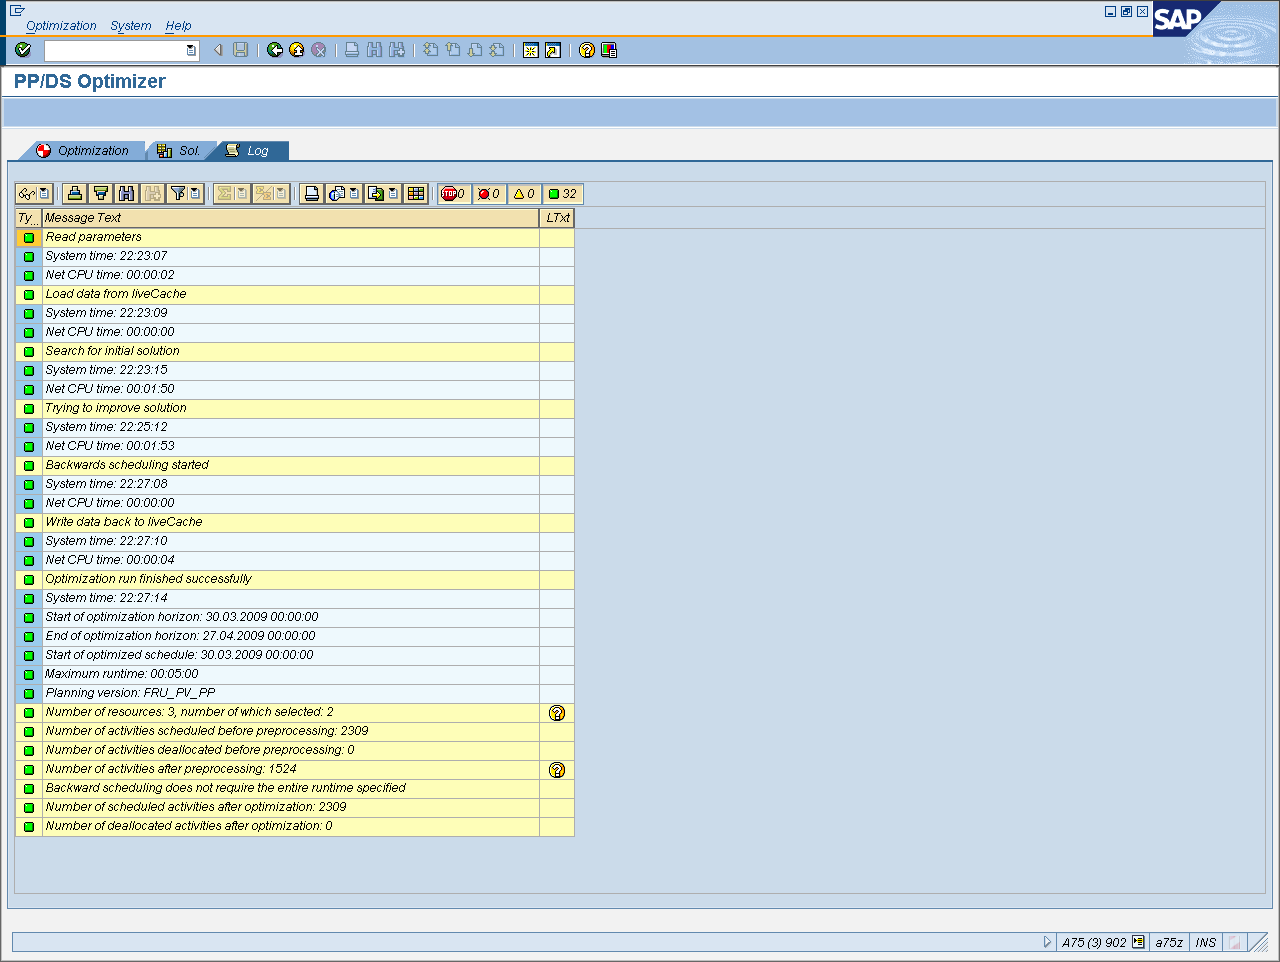 Optimization System Help
SAP
PP/DS Optimizer
Optimization Sol. Log
STOP 0 0 0 32
Ty... Message Text LTxt
Read parameters
System time: 22:23:07
Net CPU time: 00:00:02
Load data from liveCache
System time: 22:23:09
Net CPU time: 00:00:00
Search for initial solution
System time: 22:23:15
Net CPU time: 00:01:50
Trying to improve solution
System time: 22:25:12
Net CPU time: 00:01:53
Backwards scheduling started
System time: 22:27:08
Net CPU time: 00:00:00
Write data back to liveCache
System time: 22:27:10
Net CPU time: 00:00:04
Optimization run finished successfully
System time: 22:27:14
Start of optimization horizon: 30.03.2009 00:00:00
End of optimization horizon: 27.04.2009 00:00:00
Start of optimized schedule: 30.03.2009 00:00:00
Maximum runtime: 00:05:00
Planning version: FRU_PV_PP
Number of resources: 3, number of which selected: 2
Number of activities scheduled before preprocessing: 2309
Number of activities deallocated before preprocessing: 0
Number of activities after preprocessing: 1524
Backward scheduling does not require the entire runtime specified
Number of scheduled activities after optimization: 2309
Number of deallocated activities after optimization: 0
A75 (3) 902 a75z INS